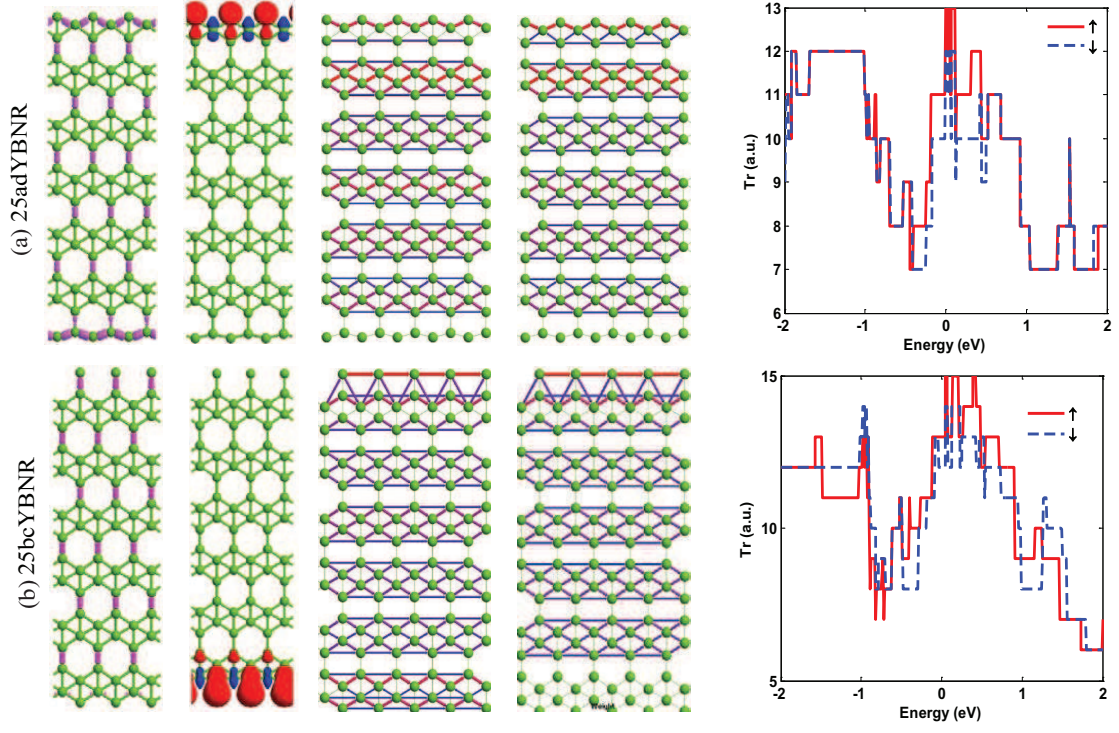 (a) 25adYBNR
Tr (a.u.)
13
12
11
10
9
8
7
6
↑
↓
-2 -1 0 1 2
Energy (eV)
(b) 25bcYBNR
Weight
Tr (a.u.)
15
10
5
↑
↓
-2 -1 0 1 2
Energy (eV)